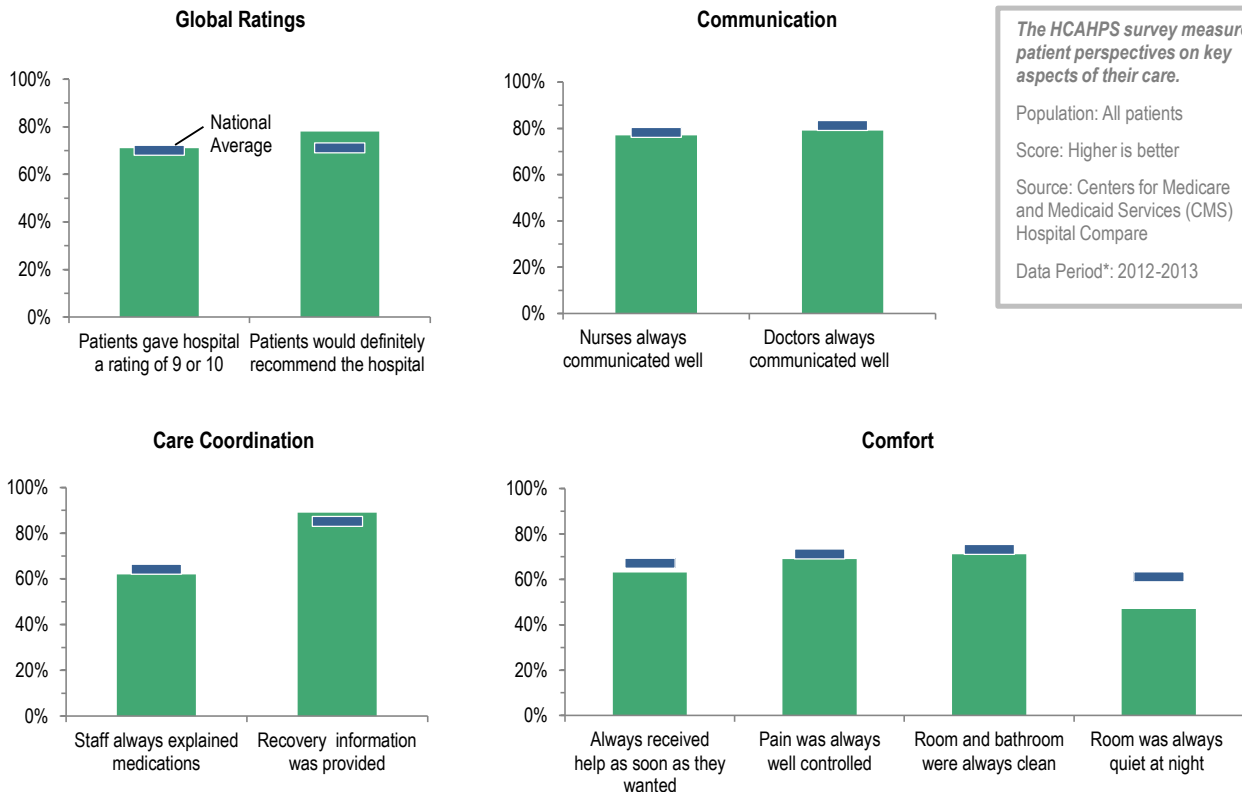 Global Ratings
100%
80%
60%
40%
20%
0%
National
Average
Patients gave hospital
a rating of 9 or 10
Patients would definitely
recommend the hospital
Communication
100%
80%
60%
40%
20%
0%
Nurses always
communicated well
Doctors always
communicated well
The HCAHPS survey measure
patient perspectives on key
aspects of their care.
Population: All patients
Score: Higher is better
Source: Centers for Medicare
and Medicaid Services (CMS)
Hospital Compare
Data Period*: 2012-2013
Care Coordination
100%
80%
60%
40%
20%
0%
Staff always explained
medications
Recovery information
was provided
Comfort
100%
80%
60%
40%
20%
0%
Always received
help as soon as they
wanted
Pain was always
well controlled
Room and bathroom
were always clean
Room was always
quiet at night